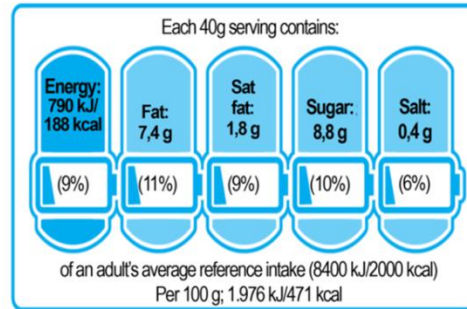 Each 40g serving contains:
Energy:
790 kJ/
188 kcal
Fat:
7,4 g
Sat
fat:
1,8 g
Sugar:
8,8 g
Salt:
0,4 g
(9%)
(11%)
(9%)
(10%)
(6%)
of an adult's average reference intake (8400 kJ/2000 kcal)
Per 100 g; 1.976 kJ/471 kcal